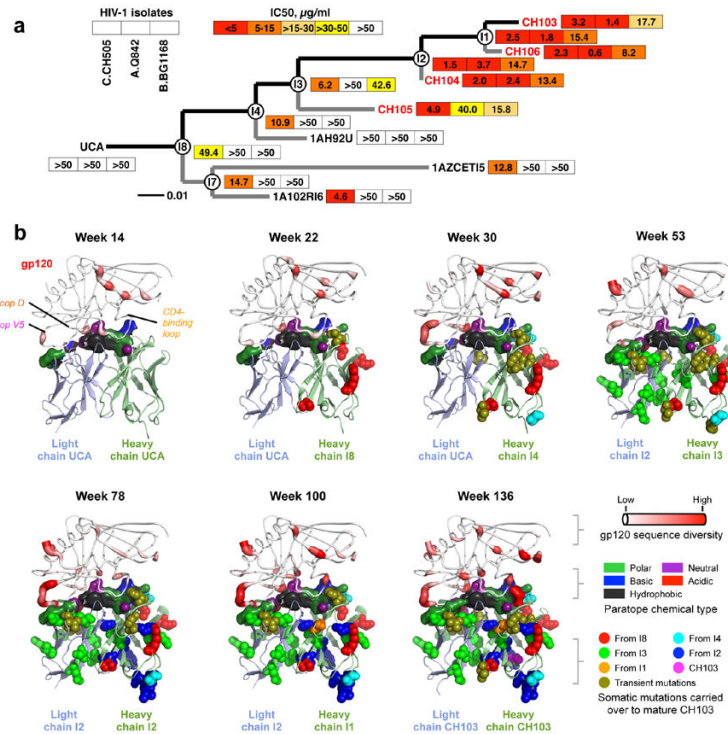 a
HIV-1 isolates
C.CH505
A.Q842
B.BG1168
IC50, µg/ml
<5 5-15 >15-30 >30-50 >50
CH103 3.2 1.4 17.7
I1 2.5 1.8 15.4
CH106 2.3 0.6 8.2
I2 1.5 3.7 14.7
CH104 2.0 2.4 13.4
I3 6.2 >50 42.6
CH105 4.9 40.0 15.8
I4 10.9 >50 >50
1AH92U >50 >50 >50
UCA I8 49.4 >50 >50
>50 >50 >50
1AZCETI5 12.8 >50 >50
I7 14.7 >50 >50
0.01
1A102RI6 4.6 >50 >50
b
Week 14 Week 22 Week 30 Week 53
gp120
oop D
op V5
CD4-
binding
loop
Light
chain UCA
Heavy
chain UCA
Light
chain UCA
Heavy
chain I8
Light
chain UCA
Heavy
chain I4
Light
chain I2
Heavy
chain I3
Week 78 Week 100 Week 136
Light
chain I2
Heavy
chain I2
Light
chain I2
Heavy
chain I1
Light
chain CH103
Heavy
chain CH103
Low High
gp120 sequence diversity
Polar Neutral
Basic Acidic
Hydrophobic
Paratope chemical type
From I8 From I4
From I3 From I2
From I1 CH103
Transient mutations
Somatic mutations carried
over to mature CH103